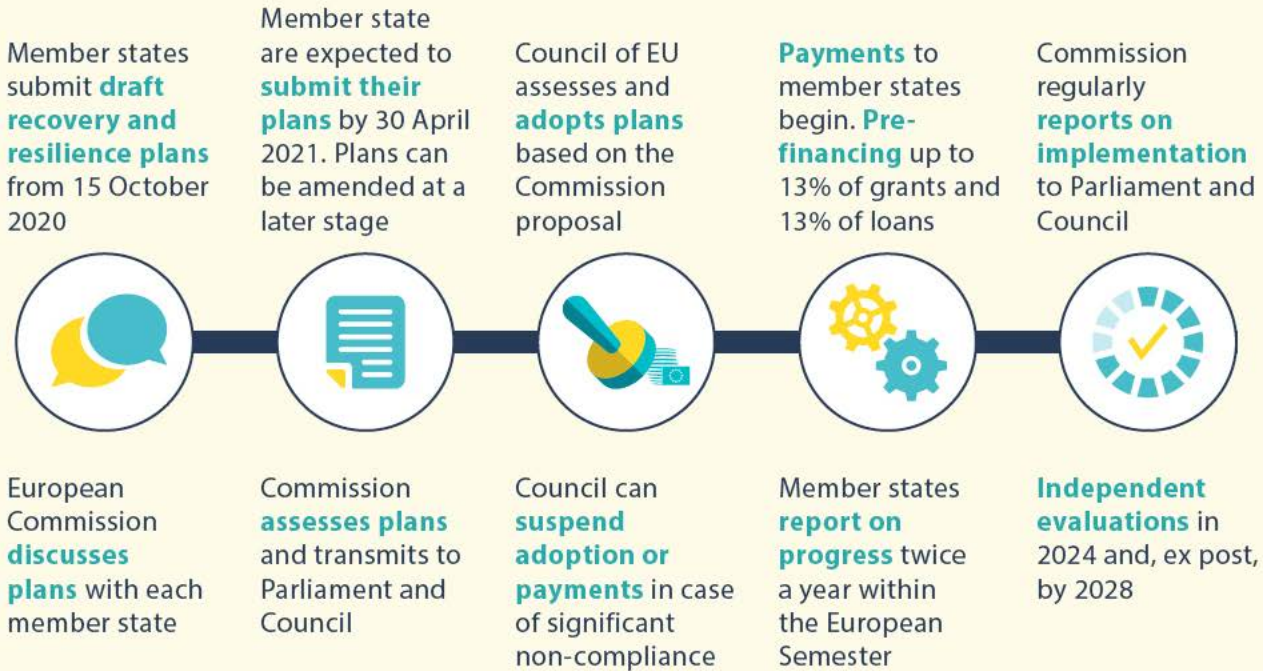 Member states
submit draft
recovery and
resilience plans
from 15 October
2020
Member state
are expected to
submit their
plans by 30 April
2021. Plans can
be amended at a
later stage
Council of EU
assesses and
adopts plans
based on the
Commission
proposal
Payments to
member states
begin. Pre-
financing up to
13% of grants and
13% of loans
Commission
regularly
reports on
implementation
to Parliament and
Council
European
Commission
discusses
plans with each
member state
Commission
assesses plans
and transmits to
Parliament and
Council
Council can
suspend
adoption or
payments in case
of significant
non-compliance
Member states
report on
progress twice
a year within
the European
Semester
Independent
evaluations in
2024 and, ex post,
by 2028